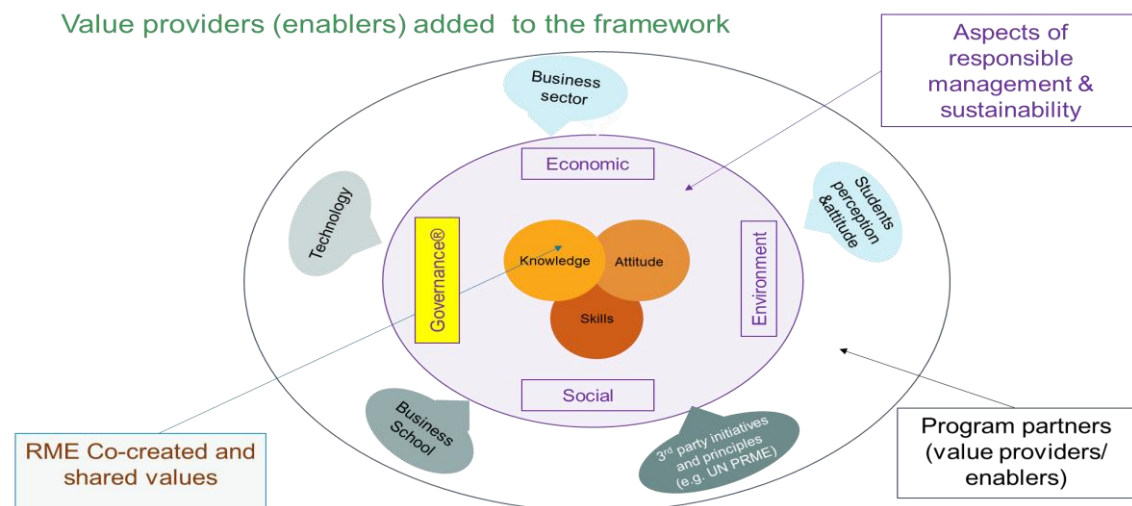 Value providers (enablers) added to the framework
Aspects of
responsible
management &
sustainability
Business
sector
Economic
Technology
Students
perception
&attitude
Governance®
Knowledge
Attitude
Environment
Skills
Social
Business
School
3rd party initiatives
and principles
(e.g. UN PRME)
RME Co-created and
shared values
Program partners
(value providers/
enablers)